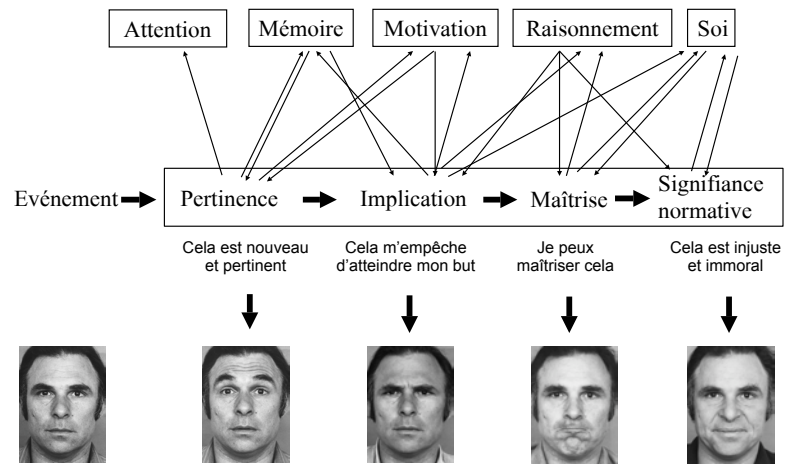 Attention
Mémoire
Motivation
Raisonnement
Soi
Evénement
Pertinence
Implication
Maîtrise
Signifiance
normative
Cela est nouveau
et pertinent
Cela m’empêche
d’atteindre mon but
Je peux
maîtriser cela
Cela est injuste
et immoral